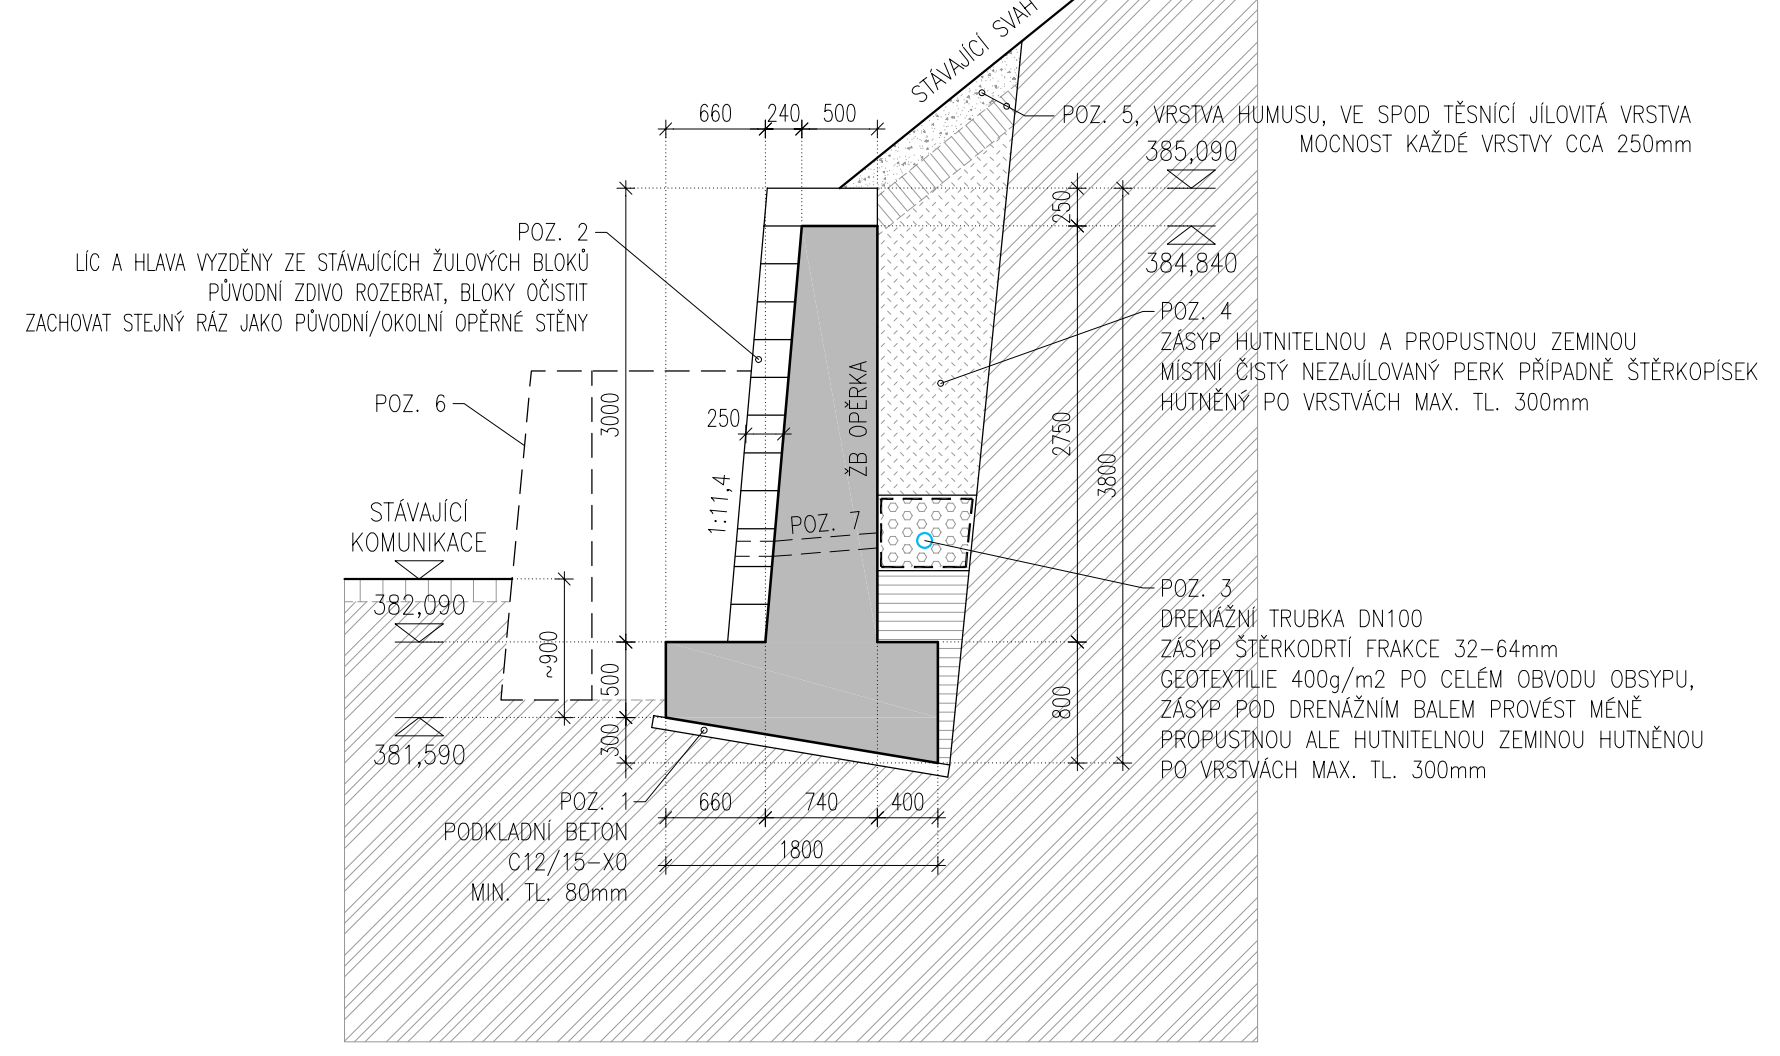 STÁVAJÍCÍ SVAH
660
240
500
POZ. 5, VRSTVA HUMUSU, VE SPOD TĚSNÍCÍ JÍLOVITÁ VRSTVA
MOCNOST KAŽDÉ VRSTVY CCA 250mm
385,090
250
384,840
POZ. 2
LÍC A HLAVA VYZDĚNY ZE STÁVAJÍCÍCH ŽULOVÝCH BLOKŮ
PŮVODNÍ ZDIVO ROZEBRAT, BLOKY OČISTIT
ZACHOVAT STEJNÝ RÁZ JAKO PŮVODNÍ/OKOLNÍ OPĚRNÉ STĚNY
POZ. 4
ZÁSYP HUTNITELNOU A PROPUSTNOU ZEMINOU
MÍSTNÍ ČISTÝ NEZAJÍLOVANÝ PERK PŘÍPADNĚ ŠTĚRKOPÍSEK
HUTNĚNÝ PO VRSTVÁCH MAX. TL. 300mm
POZ. 6
3000
250
ŽB OPĚRKA
2750
3800
1:11,4
POZ. 7
STÁVAJÍCÍ
KOMUNIKACE
382,090
~900
500
300
800
381,590
POZ. 3
DRENÁŽNÍ TRUBKA DN100
ZÁSYP ŠTĚRKODRTÍ FRAKCE 32-64mm
GEOTEXTILIE 400g/m2 PO CELÉM OBVODU OBSYPU,
ZÁSYP POD DRENÁŽNÍM BALEM PROVÉST MÉNĚ
PROPUSTNOU ALE HUTNITELNOU ZEMINOU HUTNĚNOU
PO VRSTVÁCH MAX. TL. 300mm
POZ. 1
PODKLADNÍ BETON
C12/15-X0
MIN. TL. 80mm
660
740
400
1800